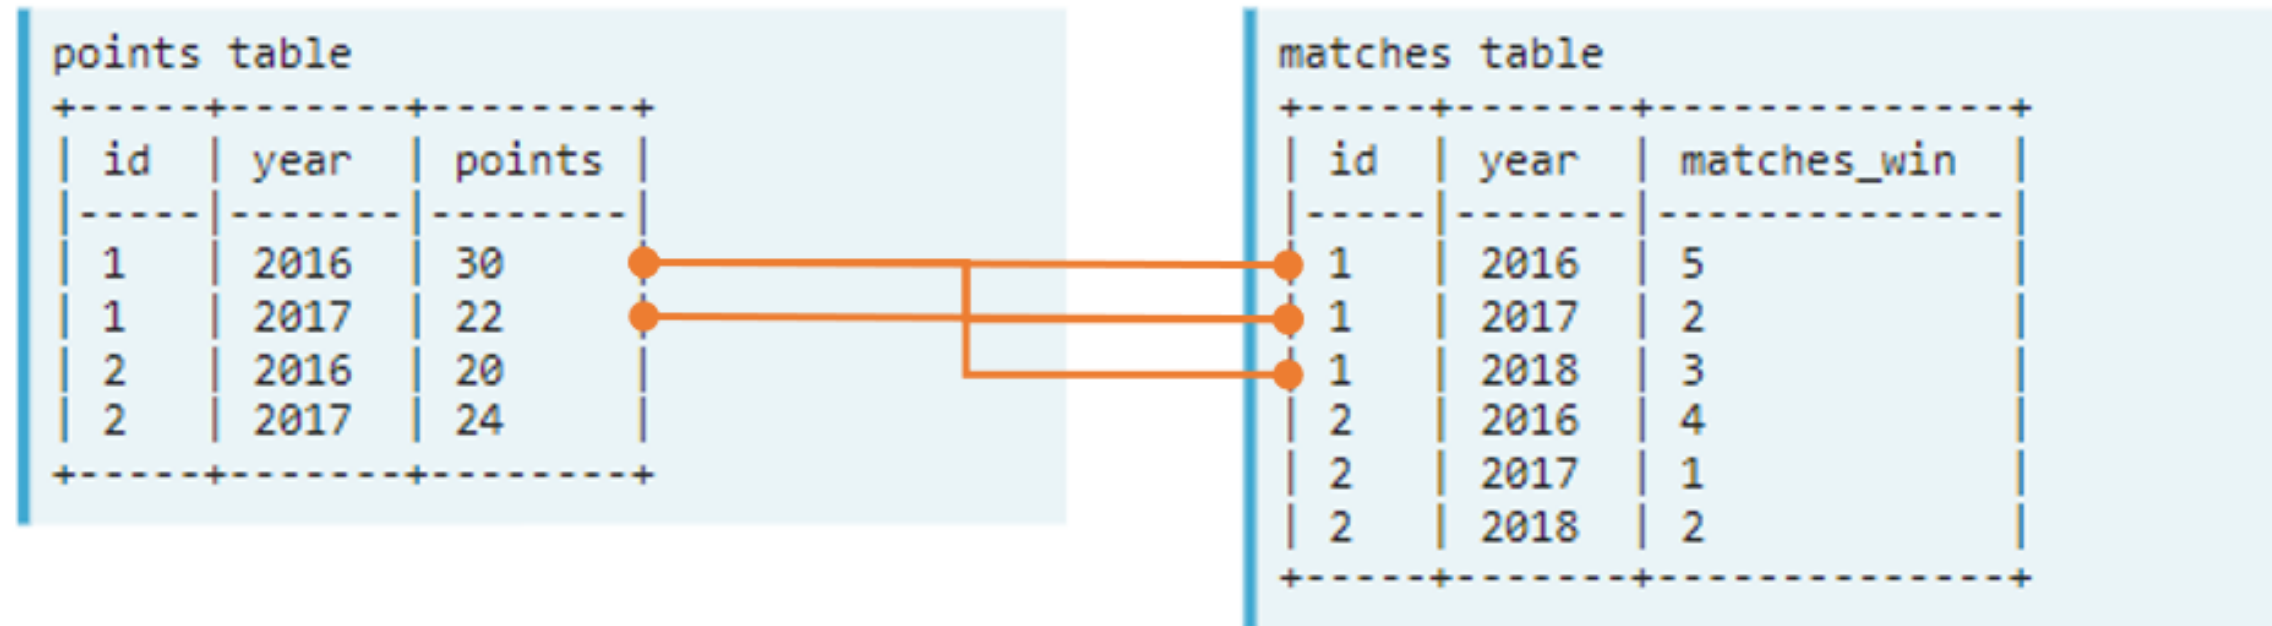 points table
+-----+-------+--------+
| id  | year  | points |
|-----|-------|--------|
| 1   | 2016  | 30     |
| 1   | 2017  | 22     |
| 2   | 2016  | 20     |
| 2   | 2017  | 24     |
+-----+-------+--------+
matches table
+-----+-------+--------------+
| id  | year  | matches_win  |
|-----|-------|--------------|
| 1   | 2016  | 5            |
| 1   | 2017  | 2            |
| 1   | 2018  | 3            |
| 2   | 2016  | 4            |
| 2   | 2017  | 1            |
| 2   | 2018  | 2            |
+-----+-------+--------------+